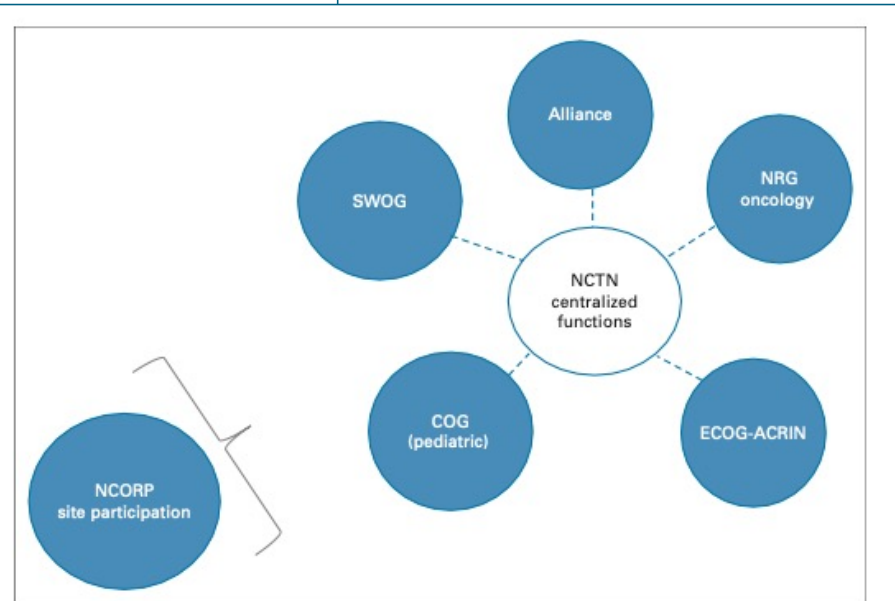 Alliance
NRG
oncology
SWOG
NCTN
centralized
functions
COG
(pediatric)
ECOG-ACRIN
NCORP
site participation